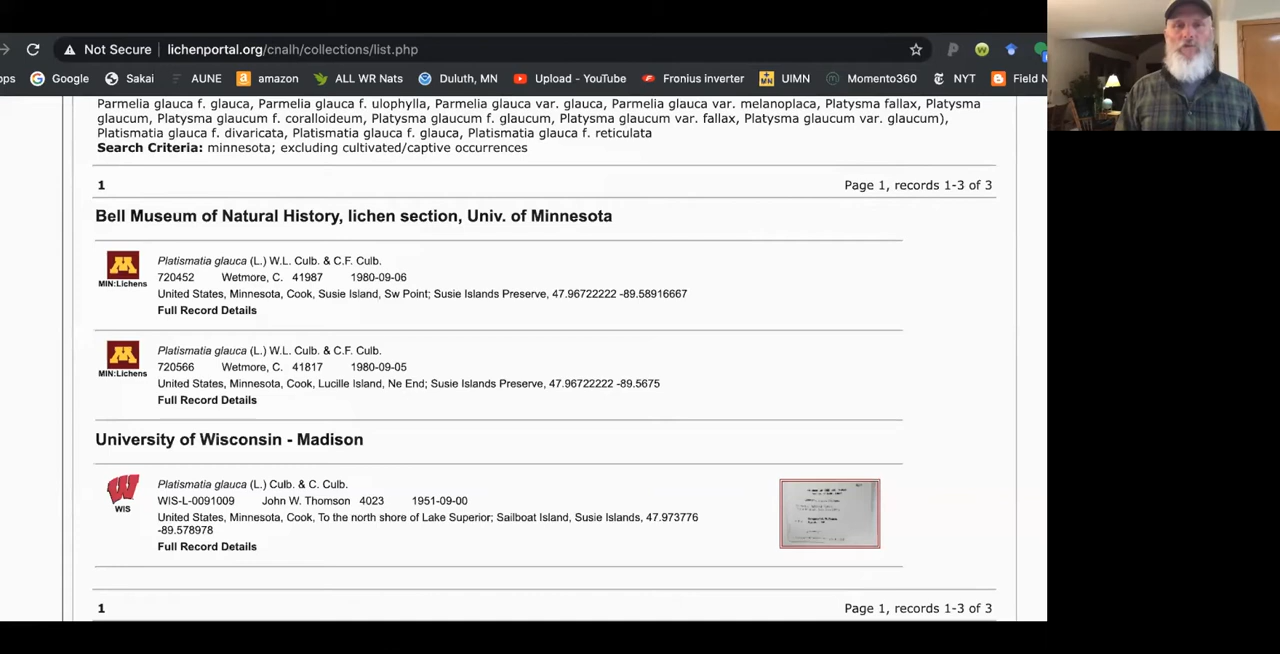 Not Secure lichenportal.org/cnalh/collections/list.php
ops Google Sakai AUNE amazon ALL WR Nats Duluth, MN Upload - YouTube Fronius inverter UIMN Momento360 NYT Field N
Parmelia glauca f. glauca, Parmelia glauca f. ulophylla, Parmelia glauca var. glauca, Parmelia glauca var. melanoplaca, Platysma fallax, Platysma
glaucum, Platysma glaucum f. coralloideum, Platysma glaucum f. glaucum, Platysma glaucum var. fallax, Platysma glaucum var. glaucum),
Platismatia glauca f. divaricata, Platismatia glauca f. glauca, Platismatia glauca f. reticulata
Search Criteria: minnesota; excluding cultivated/captive occurrences
1 Page 1, records 1-3 of 3
Bell Museum of Natural History, lichen section, Univ. of Minnesota
Platismatia glauca (L.) W.L. Culb. & C.F. Culb.
MIN:Lichens 720452 Wetmore, C. 41987 1980-09-06
United States, Minnesota, Cook, Susie Island, Sw Point; Susie Islands Preserve, 47.96722222 -89.58916667
Full Record Details
Platismatia glauca (L.) W.L. Culb. & C.F. Culb.
MIN:Lichens 720566 Wetmore, C. 41817 1980-09-05
United States, Minnesota, Cook, Lucille Island, Ne End; Susie Islands Preserve, 47.96722222 -89.5675
Full Record Details
University of Wisconsin - Madison
Platismatia glauca (L.) Culb. & C. Culb.
WIS WIS-L-0091009 John W. Thomson 4023 1951-09-00
United States, Minnesota, Cook, To the north shore of Lake Superior; Sailboat Island, Susie Islands, 47.973776
-89.578978
Full Record Details
1 Page 1, records 1-3 of 3